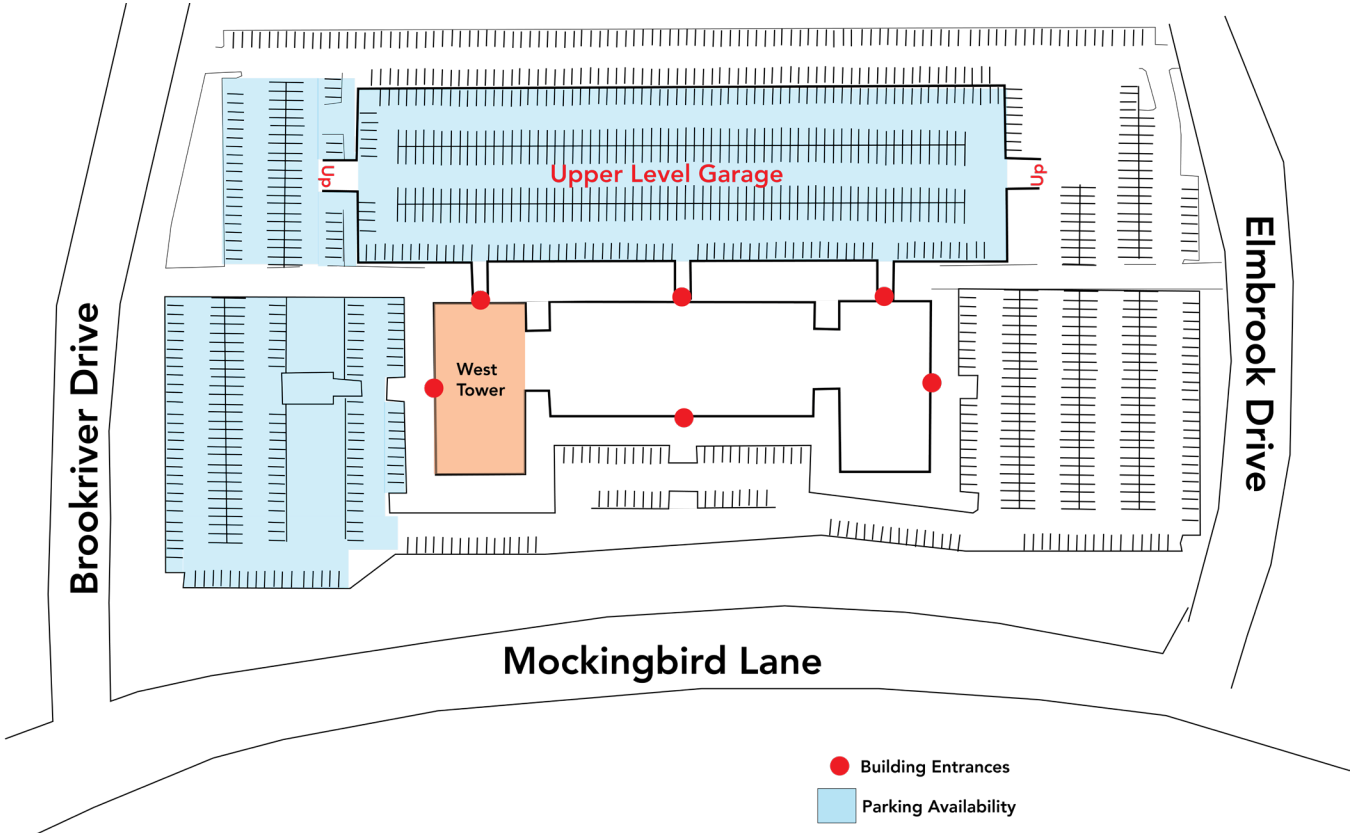 Up
Upper Level Garage
Up
West
Tower
Brookriver Drive
Elmbrook Drive
Mockingbird Lane
Building Entrances
Parking Availability